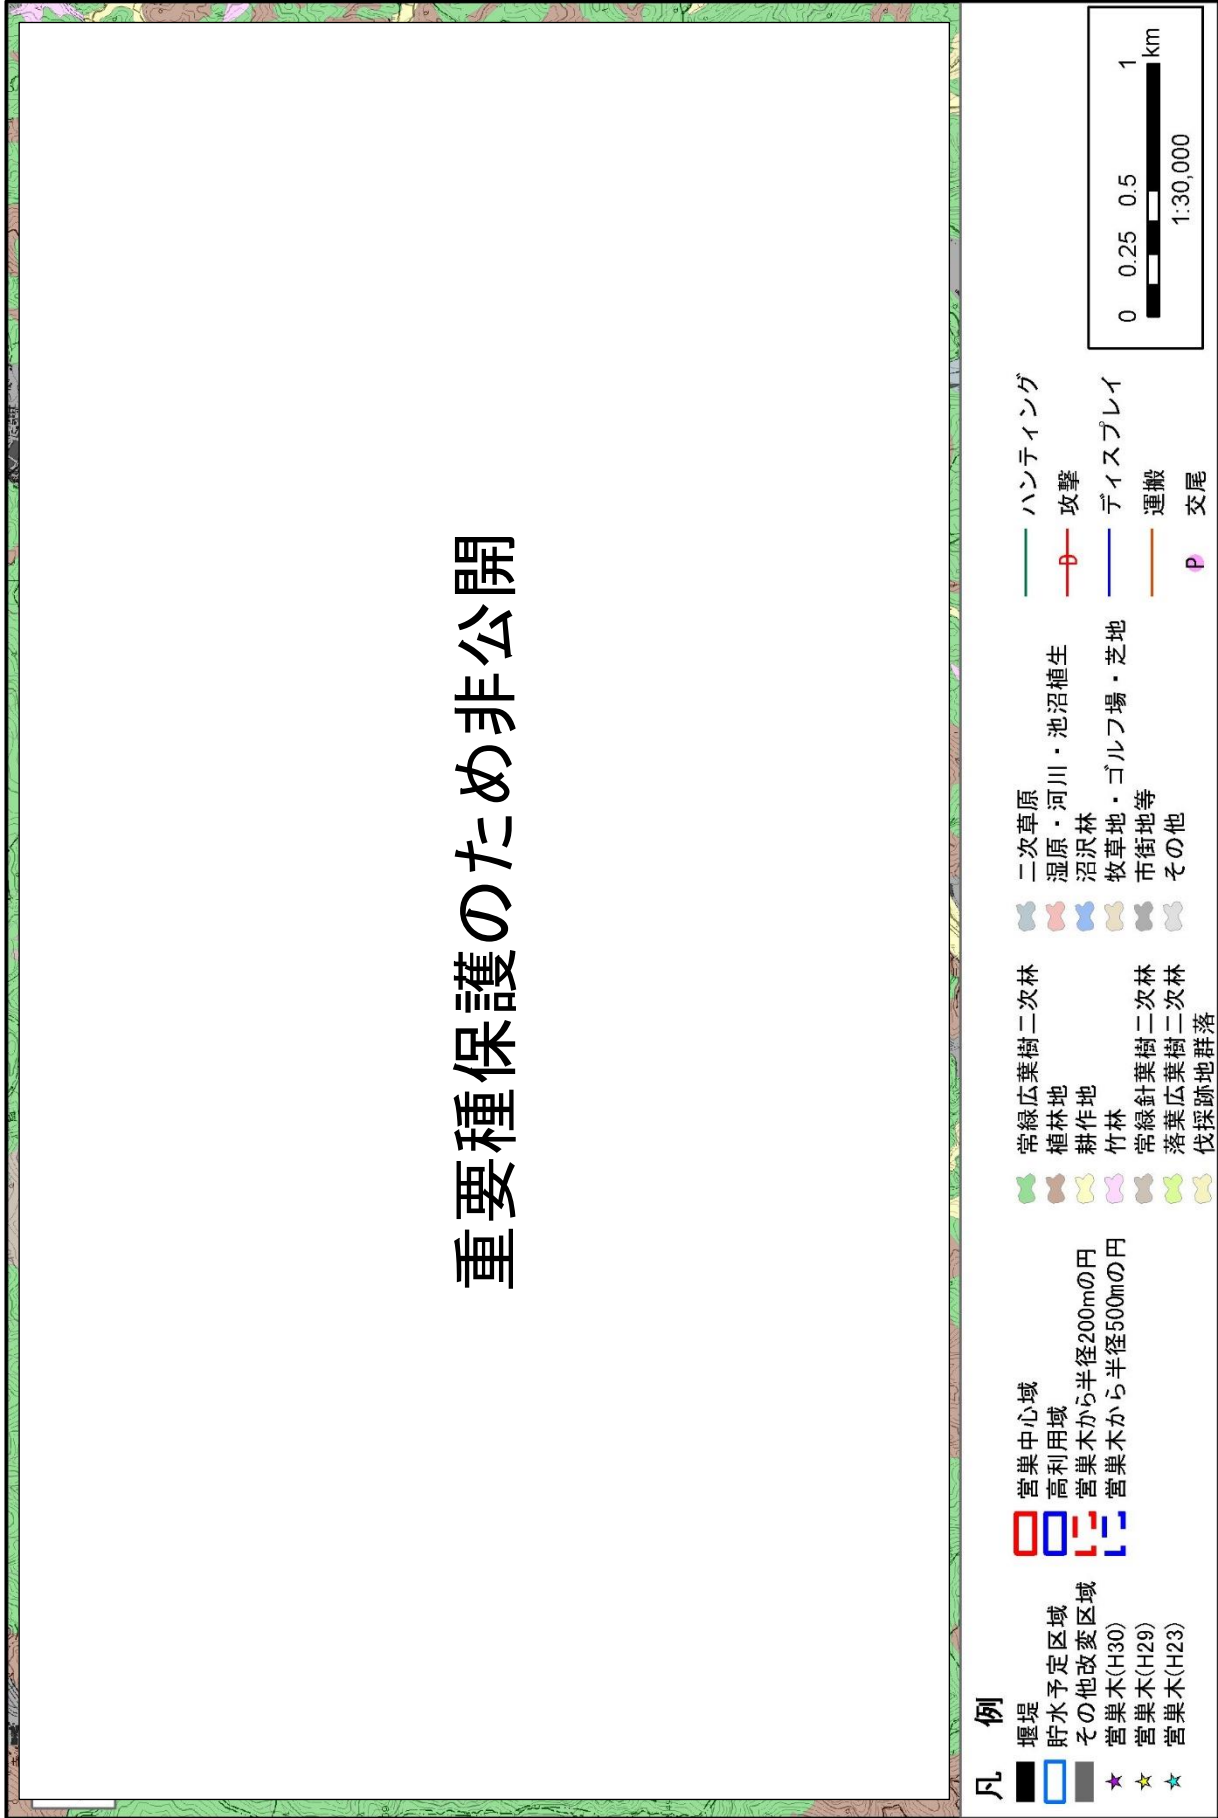 重要種保護のため非公開
凡 例
堰堤
貯水予定区域
その他改変区域
営巣木(H30)
営巣木(H29)
営巣木(H23)
営巣中心域
高利用域
営巣木から半径200mの円
営巣木から半径500mの円
常緑広葉樹二次林
植林地
耕作地
竹林
常緑針葉樹二次林
落葉広葉樹二次林
伐採跡地群落
二次草原
湿原・河川・池沼植生
沼沢林
牧草地・ゴルフ場・芝地
市街地等
その他
ハンティング
攻撃
ディスプレイ
運搬
P 交尾
0 0.25 0.5 1
km
1:30,000